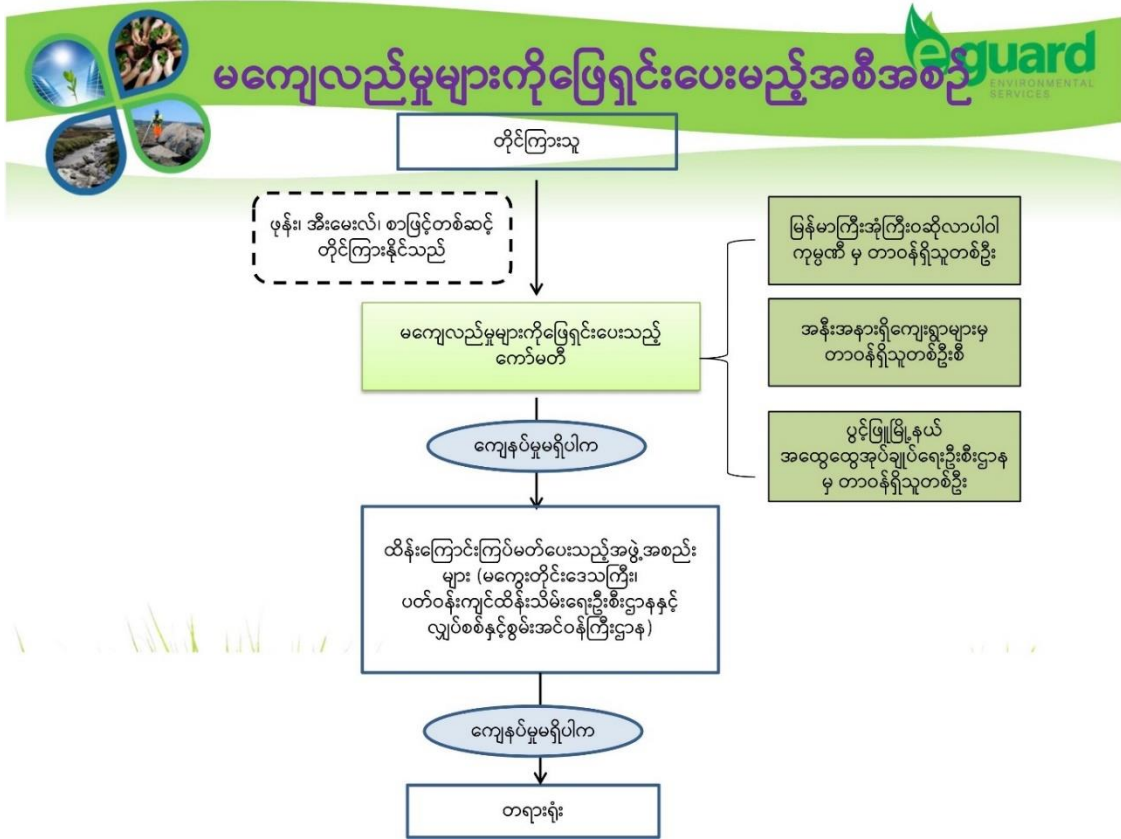 eguard
ENVIRONMENTAL
SERVICES
မကျေလည်မှုများကိုဖြေရှင်းပေးမည့်အစီအစဉ်
တိုင်ကြားသူ
ဖုန်း၊ အီးမေးလ်၊ စာဖြင့်တစ်ဆင့်
တိုင်ကြားနိုင်သည်
မကျေလည်မှုများကိုဖြေရှင်းပေးသည့်
ကော်မတီ
မြန်မာကြီးအုံကြီးဝဆိုလာပါဝါ
ကုမ္ပဏီ မှ တာဝန်ရှိသူတစ်ဦး
အနီးအနားရှိကျေးရွာများမှ
တာဝန်ရှိသူတစ်ဦးစီ
ပွင့်ဖြူမြို့နယ်
အထွေထွေအုပ်ချုပ်ရေးဦးစီးဌာန
မှ တာဝန်ရှိသူတစ်ဦး
ကျေနပ်မှုမရှိပါက
ထိန်းကြောင်းကြပ်မတ်ပေးသည့်အဖွဲ့အစည်း
များ (မကွေးတိုင်းဒေသကြီး၊
ပတ်ဝန်းကျင်ထိန်းသိမ်းရေးဦးစီးဌာနနှင့်
လျှပ်စစ်နှင့်စွမ်းအင်ဝန်ကြီးဌာန)
ကျေနပ်မှုမရှိပါက
တရားရုံး